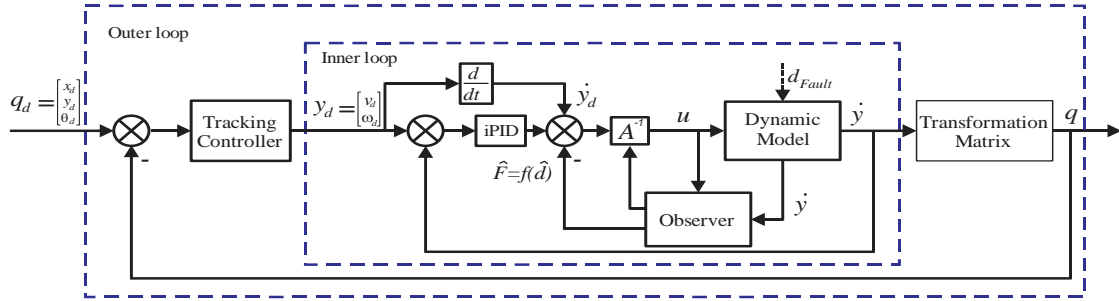 Outer loop
Inner loop
q_d = [x_d y_d θ_d]
-
Tracking
Controller
y_d = [v_d ω_d]
d/dt
ẏ_d
iPID
F̂=f(d̂)
-
A⁻¹
u
d_Fault
Dynamic
Model
ẏ
ẏ
Observer
Transformation
Matrix
q